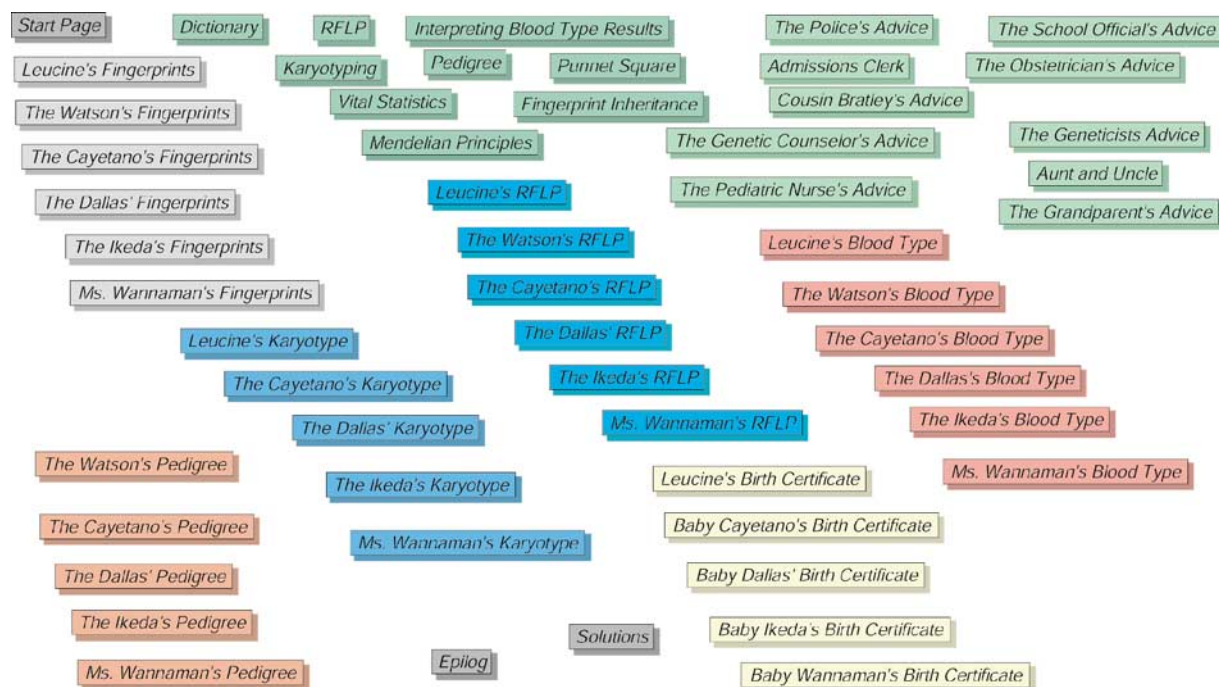 Start Page
Dictionary
RFLP
Interpreting Blood Type Results
The Police's Advice
The School Official's Advice
Leucine's Fingerprints
Karyotyping
Pedigree
Punnet Square
Admissions Clerk
The Obstetrician's Advice
The Watson's Fingerprints
Vital Statistics
Fingerprint Inheritance
Cousin Bratley's Advice
The Cayetano's Fingerprints
Mendelian Principles
The Genetic Counselor's Advice
The Geneticists Advice
The Dallas' Fingerprints
Leucine's RFLP
The Pediatric Nurse's Advice
Aunt and Uncle
The Grandparent's Advice
The Ikeda's Fingerprints
The Watson's RFLP
Leucine's Blood Type
Ms. Wannaman's Fingerprints
The Cayetano's RFLP
The Watson's Blood Type
Leucine's Karyotype
The Dallas' RFLP
The Cayetano's Blood Type
The Cayetano's Karyotype
The Ikeda's RFLP
The Dallas's Blood Type
The Dallas' Karyotype
Ms. Wannaman's RFLP
The Ikeda's Blood Type
The Watson's Pedigree
The Ikeda's Karyotype
Leucine's Birth Certificate
Ms. Wannaman's Blood Type
The Cayetano's Pedigree
Ms. Wannaman's Karyotype
Baby Cayetano's Birth Certificate
The Dallas' Pedigree
Baby Dallas' Birth Certificate
The Ikeda's Pedigree
Solutions
Baby Ikeda's Birth Certificate
Ms. Wannaman's Pedigree
Epilog
Baby Wannaman's Birth Certificate